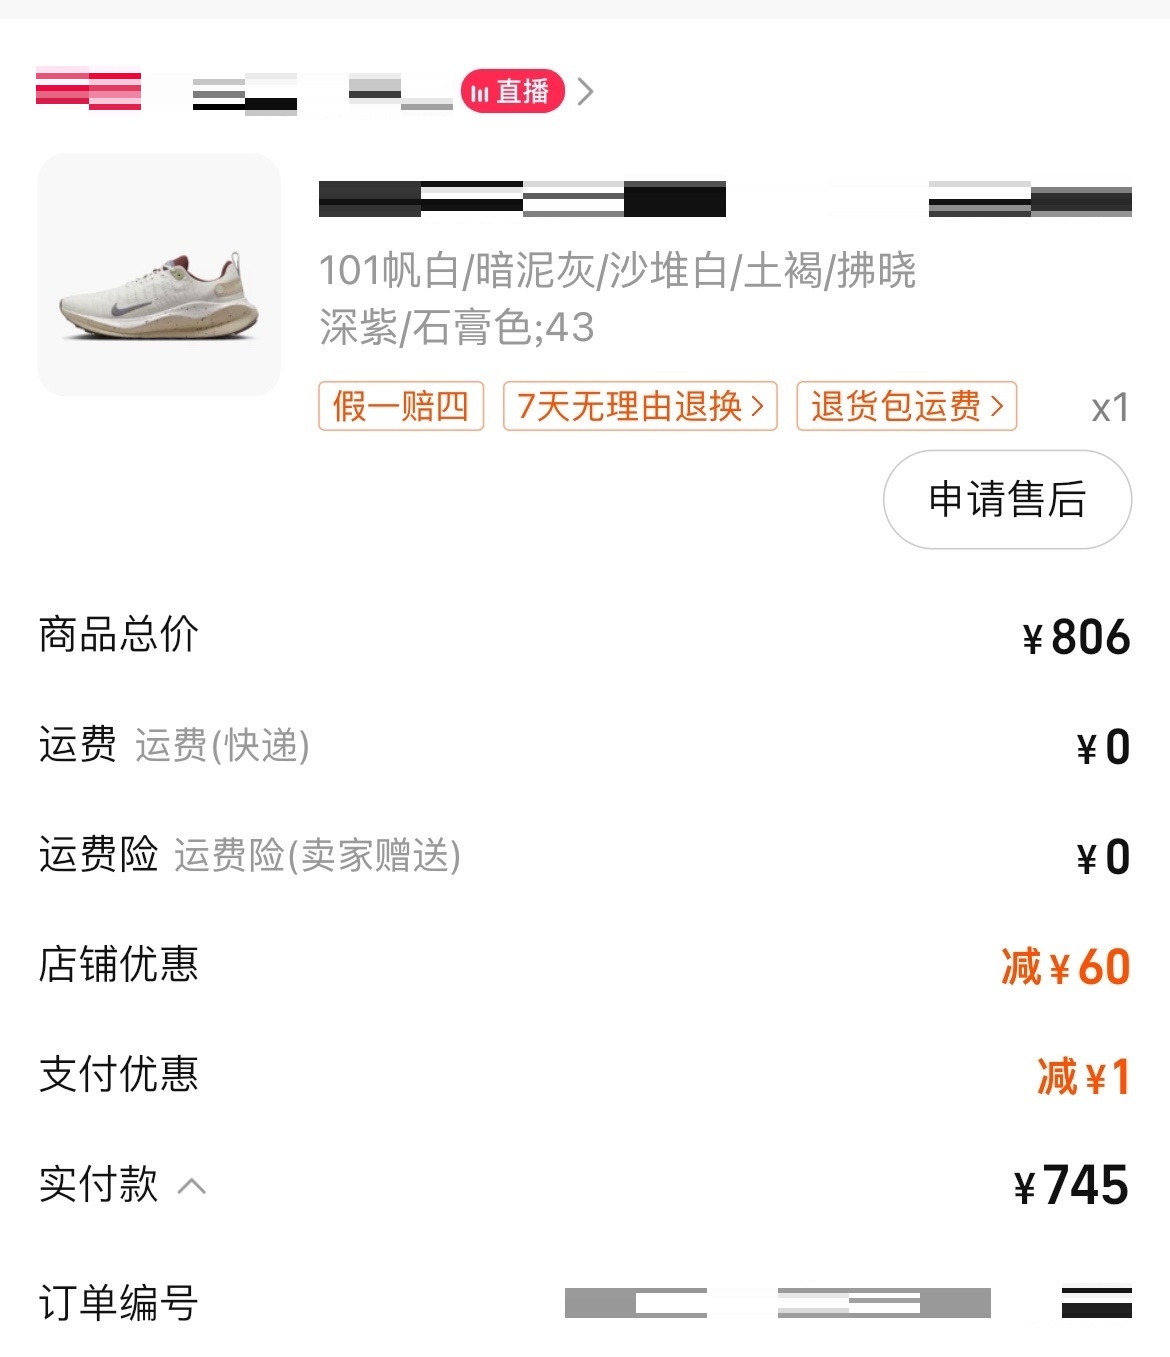 直播
101帆白/暗泥灰/沙堆白/土褐/拂晓
深紫/石膏色;43
假一赔四 7天无理由退换 退货包运费 x1
申请售后
商品总价 ¥806
运费 运费(快递) ¥0
运费险 运费险(卖家赠送) ¥0
店铺优惠 减¥60
支付优惠 减¥1
实付款 ¥745
订单编号